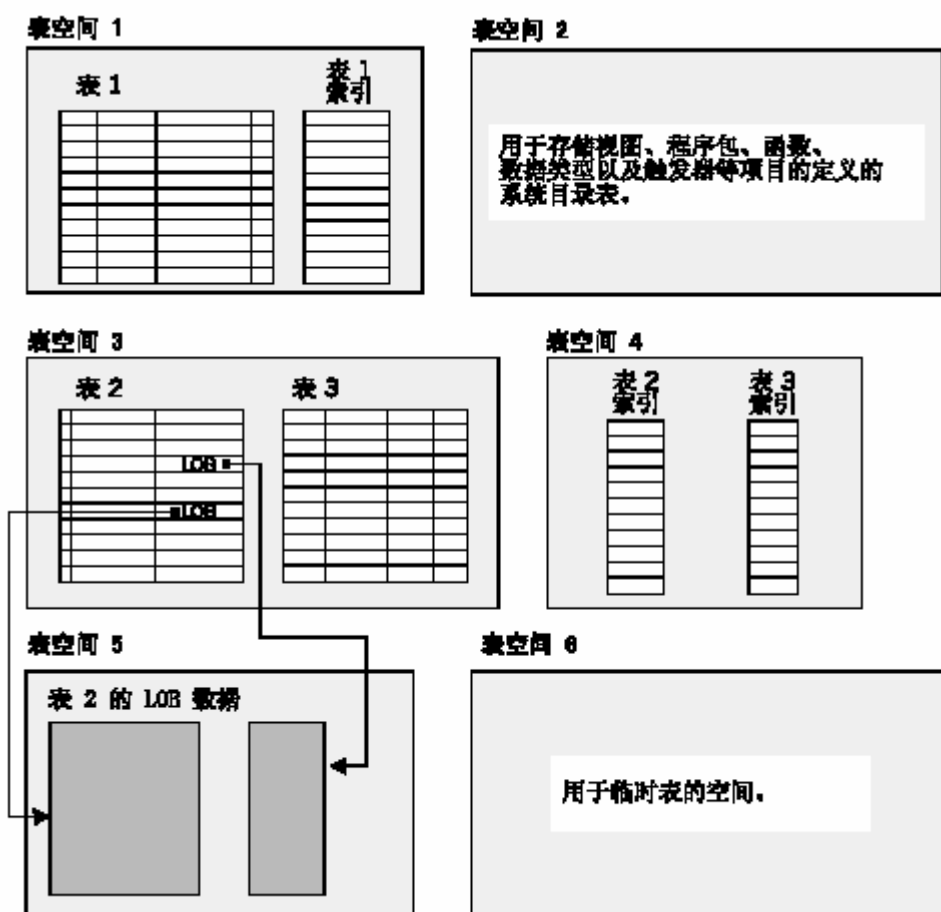 表空间 1
表 1
表 1
索引
表空间 2
用于存储视图、程序包、函数、
数据类型以及触发器等项目的定义的
系统目录表。
表空间 3
表 2
LOB
LOB
表 3
表空间 4
表 2
索引
表 3
索引
表空间 5
表 2 的 LOB 数据
表空间 6
用于临时表的空间。